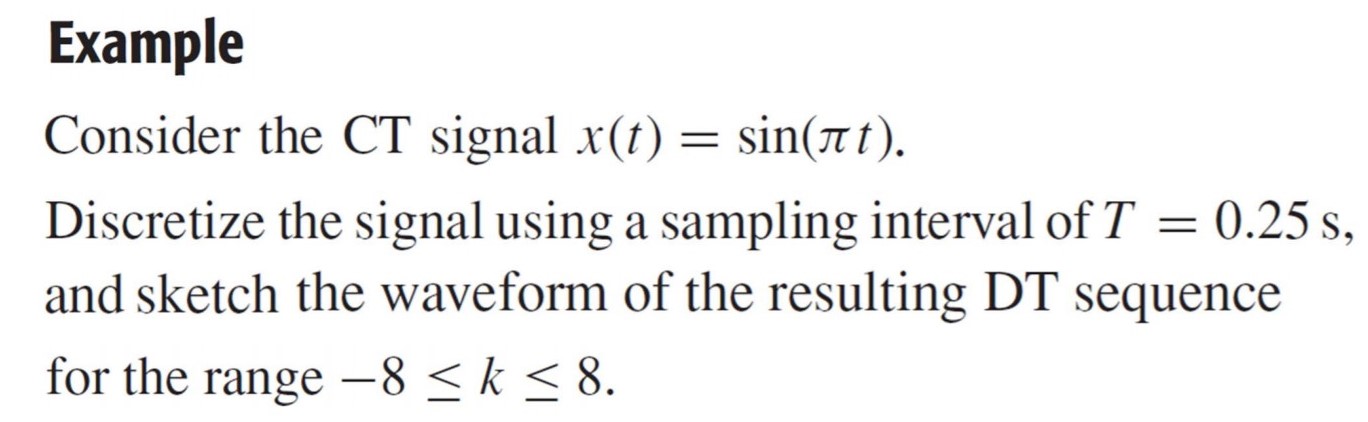 Example
Consider the CT signal x(t) = sin(πt).
Discretize the signal using a sampling interval of T = 0.25 s,
and sketch the waveform of the resulting DT sequence
for the range −8 ≤ k ≤ 8.